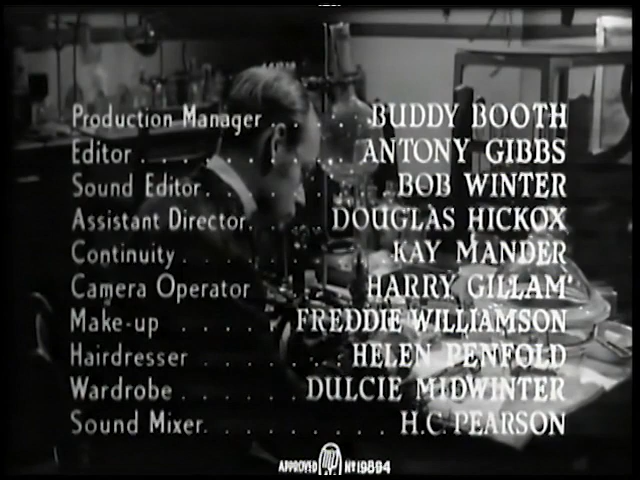 Production Manager . . . . . . BUDDY BOOTH
Editor . . . . . . . . . ANTONY GIBBS
Sound Editor. . . . . . . BOB WINTER
Assistant Director. . . . DOUGLAS HICKOX
Continuity . . . . . . . . KAY MANDER
Camera Operator . . . . HARRY GILLAM
Make-up . . . . . FREDDIE WILLIAMSON
Hairdresser . . . . . . . HELEN PENFOLD
Wardrobe . . . . . . DULCIE MIDWINTER
Sound Mixer. . . . . . . . . . H.C. PEARSON
APPROVED Nº 19894